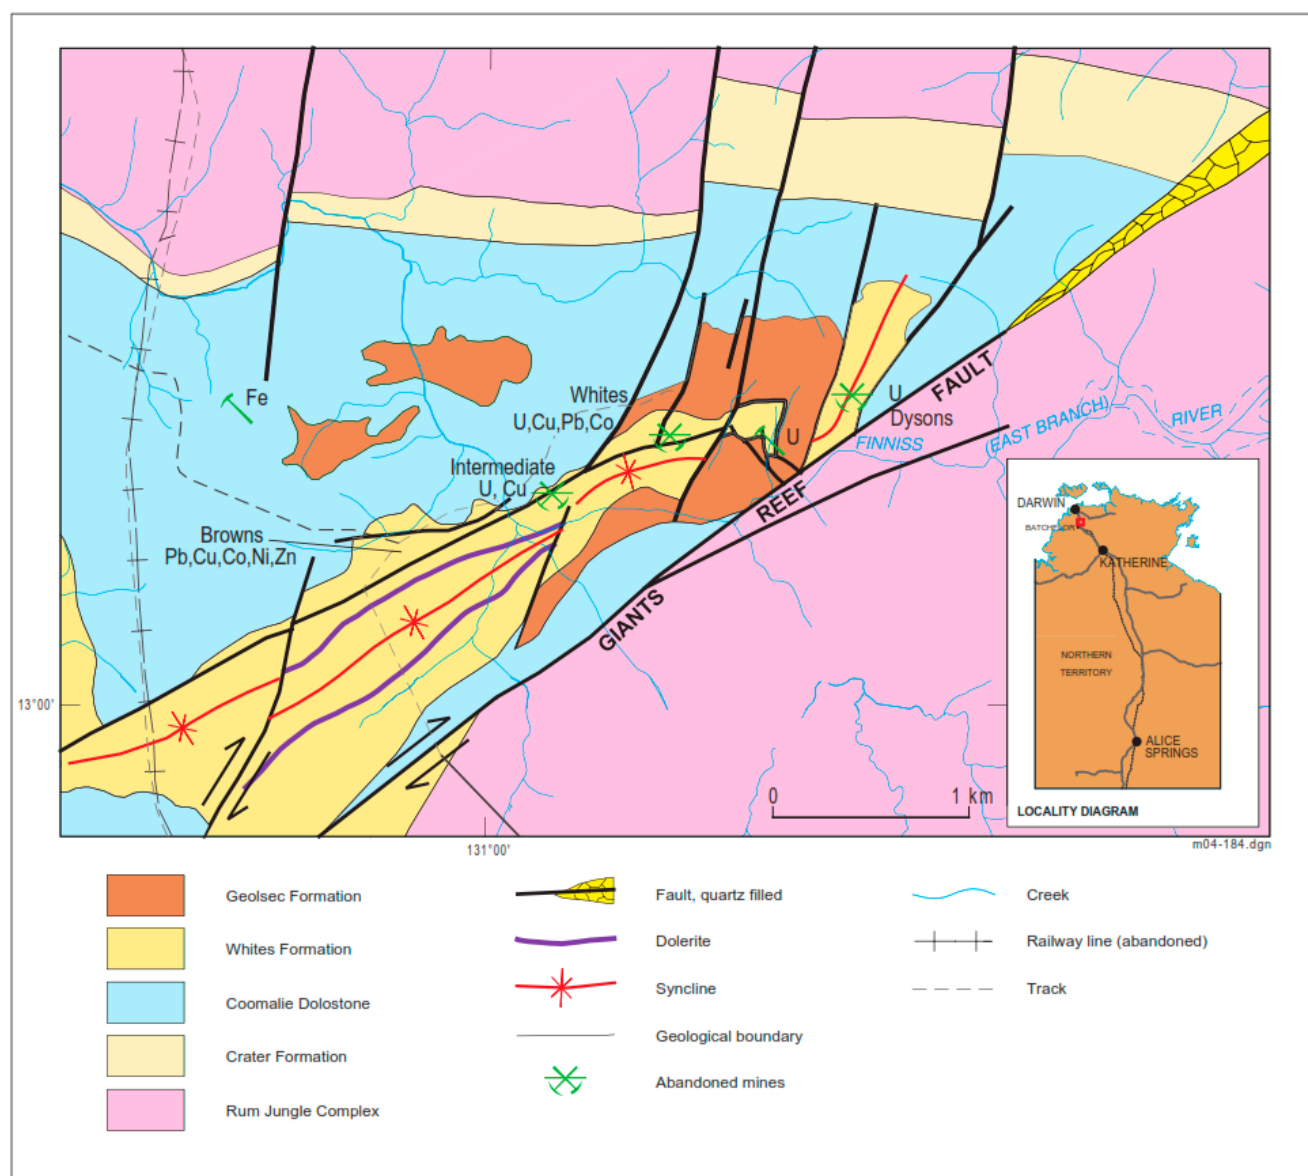 Fe
Whites
U,Cu,Pb,Co
Intermediate
U, Cu
Browns
Pb,Cu,Co,Ni,Zn
U
U
Dysons
GIANTS
REEF
FAULT
FINNISS
(EAST BRANCH)
RIVER
13°00'
131°00'
0
1 km
DARWIN
BATCHELOR
KATHERINE
NORTHERN
TERRITORY
ALICE
SPRINGS
LOCALITY DIAGRAM
m04-184.dgn
Geolsec Formation
Whites Formation
Coomalie Dolostone
Crater Formation
Rum Jungle Complex
Fault, quartz filled
Dolerite
Syncline
Geological boundary
Abandoned mines
Creek
Railway line (abandoned)
Track